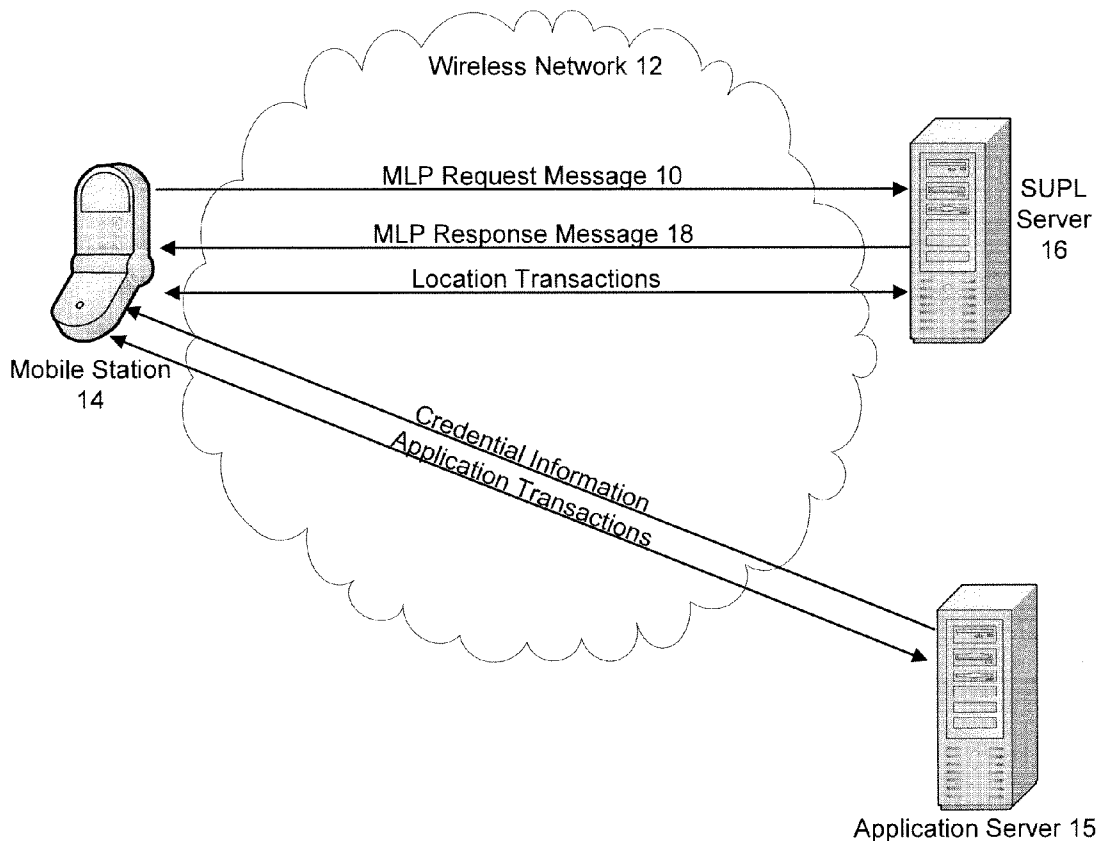 Wireless Network 12
MLP Request Message 10
SUPL
Server
16
MLP Response Message 18
Location Transactions
Mobile Station
14
Credential Information
Application Transactions
Application Server 15